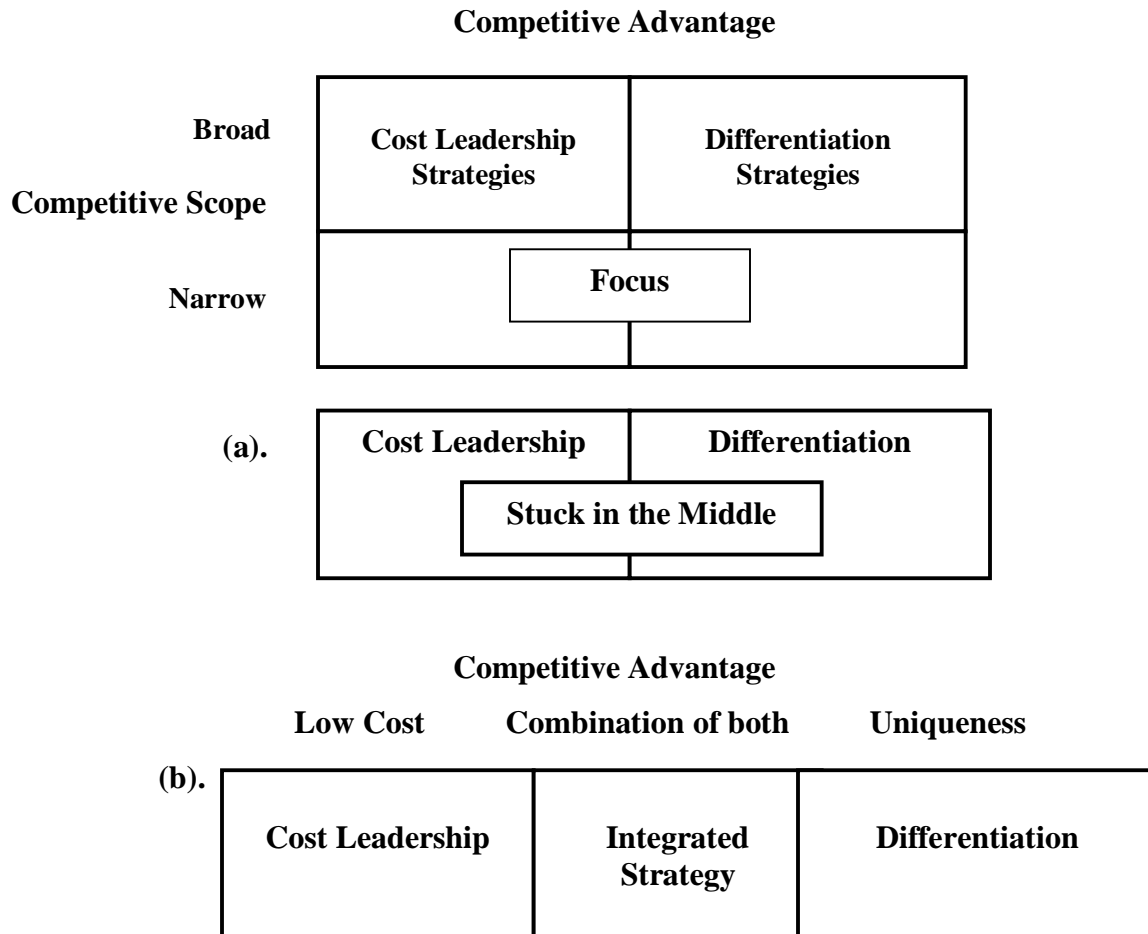 Competitive Advantage
Broad
Cost Leadership
Strategies
Differentiation
Strategies
Competitive Scope
Narrow
Focus
(a).
Cost Leadership
Differentiation
Stuck in the Middle
Competitive Advantage
Low Cost
Combination of both
Uniqueness
(b).
Cost Leadership
Integrated
Strategy
Differentiation